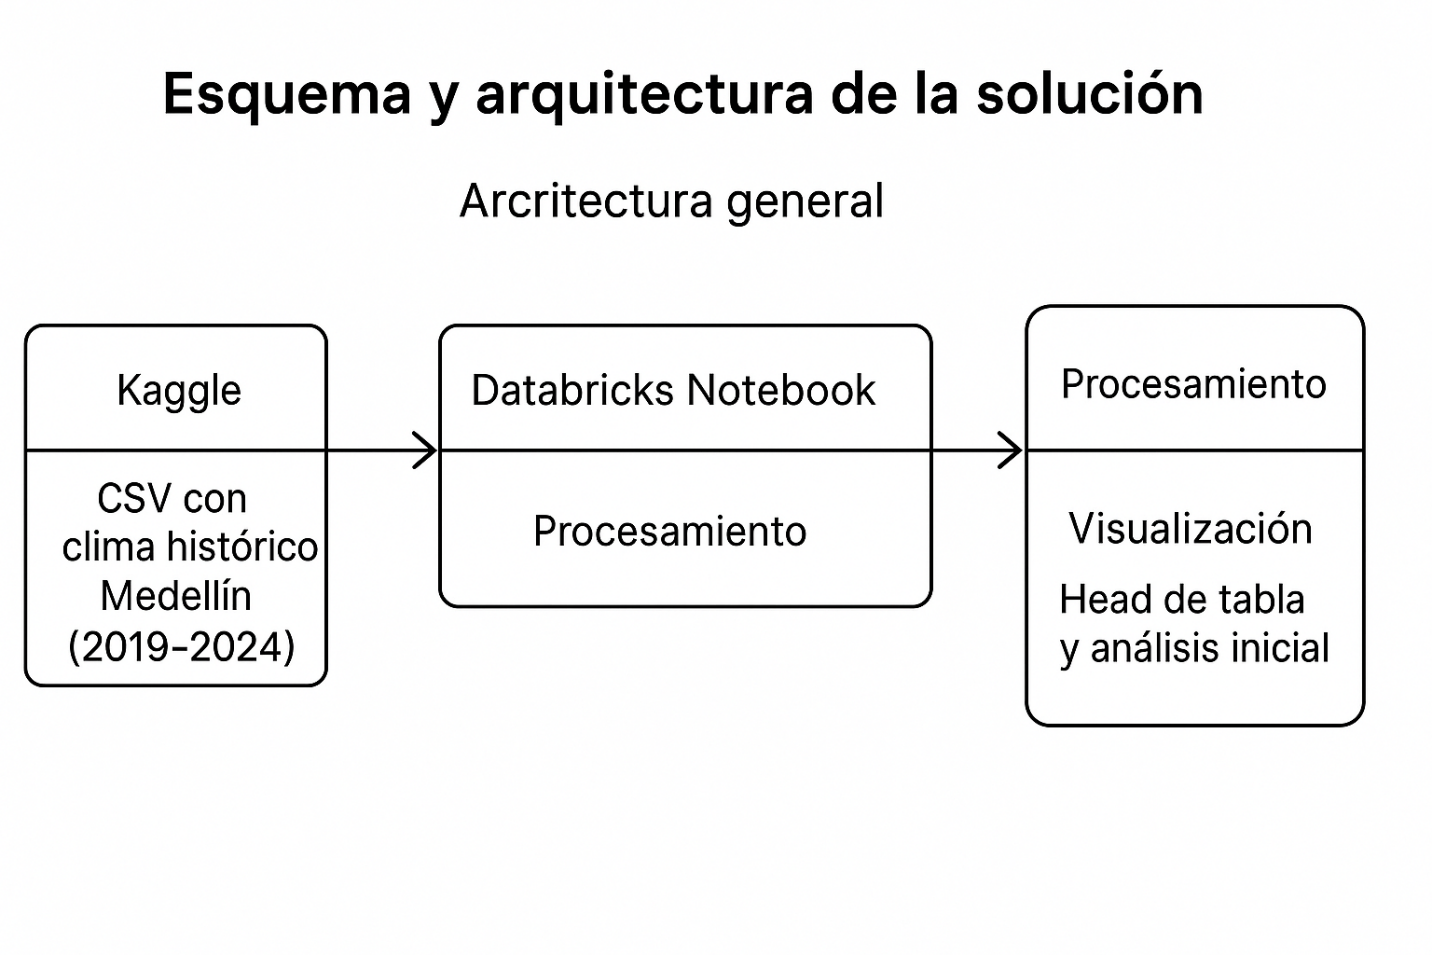 Esquema y arquitectura de la solución
Arcritectura general
Kaggle
CSV con
clima histórico
Medellín
(2019-2024)
Databricks Notebook
Procesamiento
Procesamiento
Visualización
Head de tabla
y análisis inicial